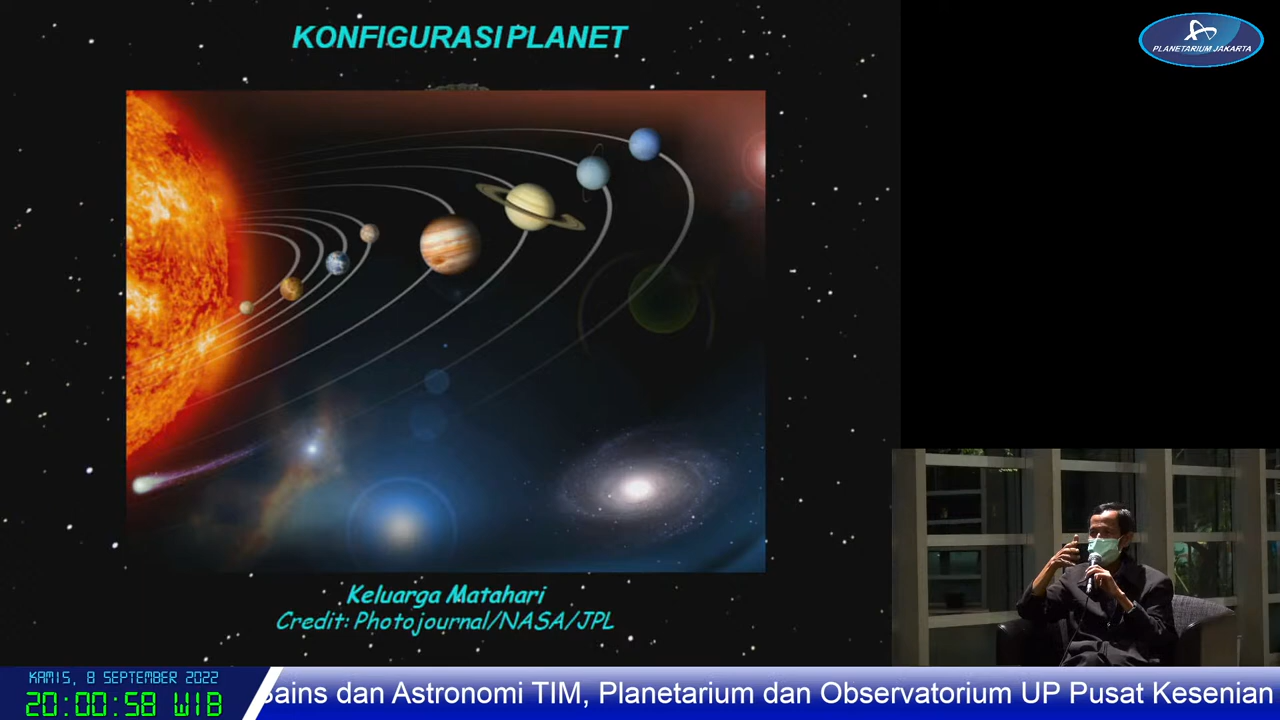 KONFIGURASI PLANET
PLANETARIUM JAKARTA
Keluarga Matahari
Credit: Photojournal/NASA/JPL
KAMIS, 8 SEPTEMBER 2022
20:00:58 WIB
Sains dan Astronomi TIM, Planetarium dan Observatorium UP Pusat Kesenian